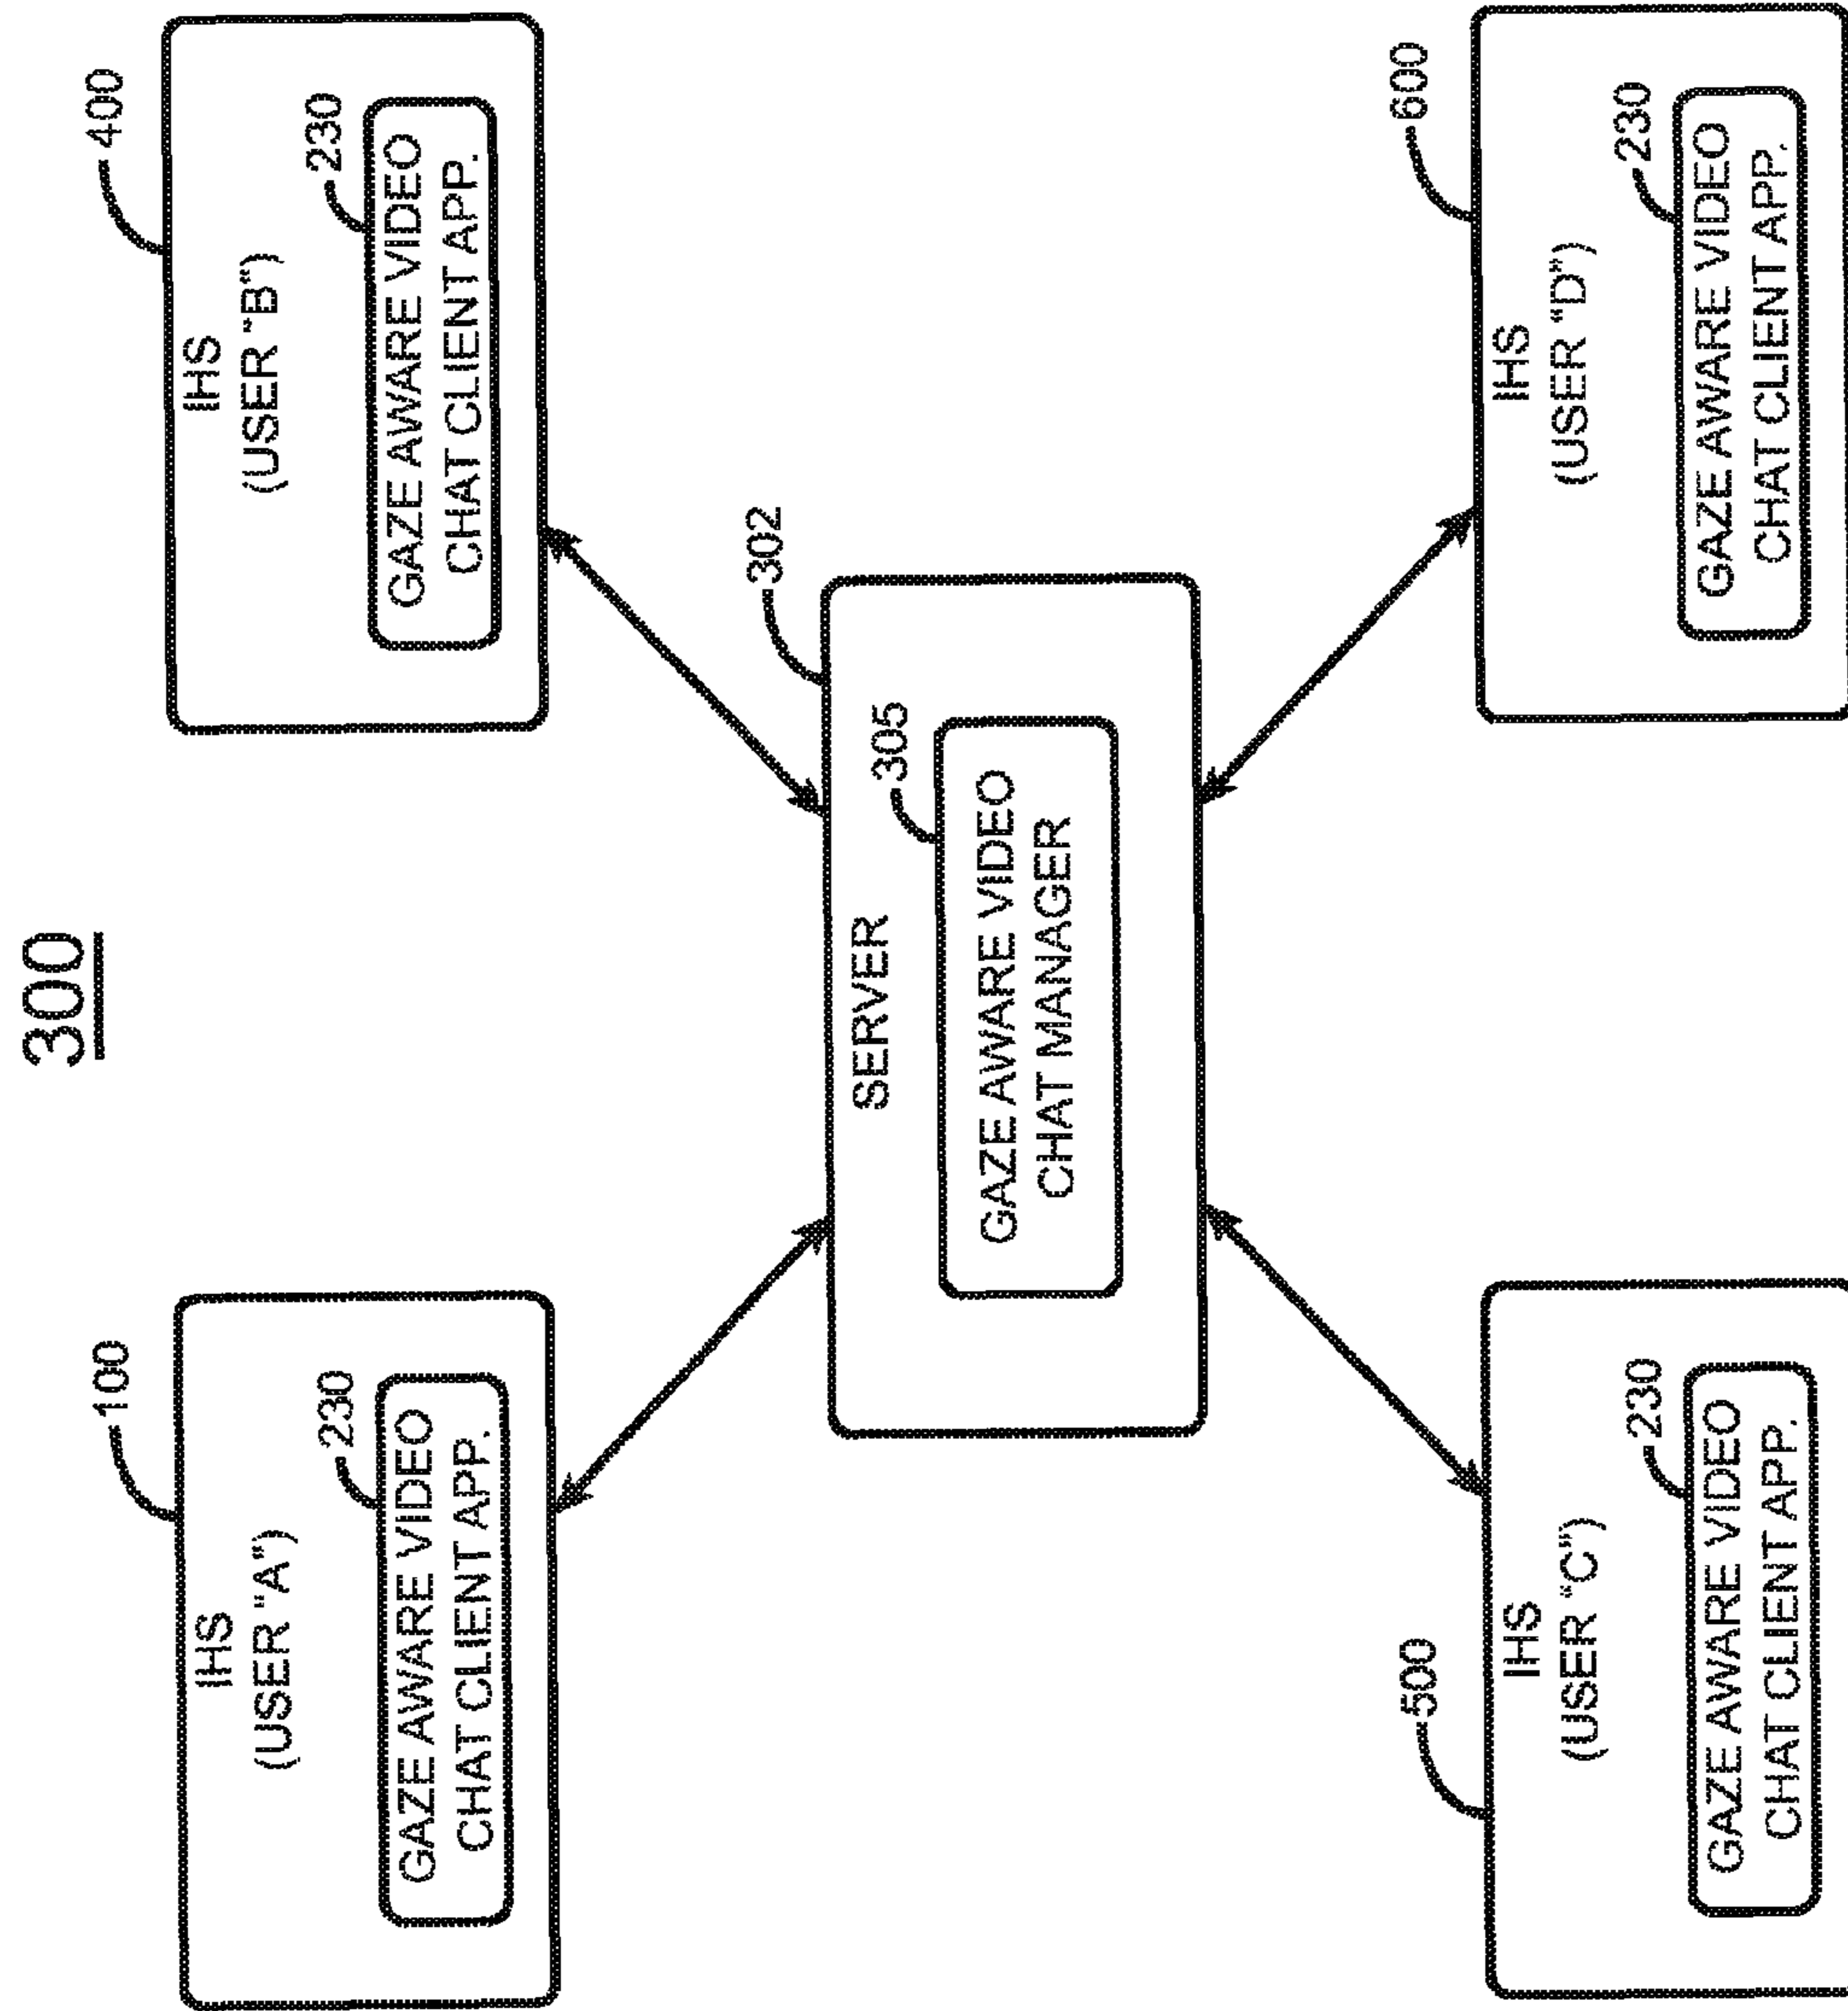 300
100
IHS
(USER "A")
230
GAZE AWARE VIDEO
CHAT CLIENT APP.
400
IHS
(USER "B")
230
GAZE AWARE VIDEO
CHAT CLIENT APP.
302
SERVER
305
GAZE AWARE VIDEO
CHAT MANAGER
500
IHS
(USER "C")
230
GAZE AWARE VIDEO
CHAT CLIENT APP.
600
IHS
(USER "D")
230
GAZE AWARE VIDEO
CHAT CLIENT APP.